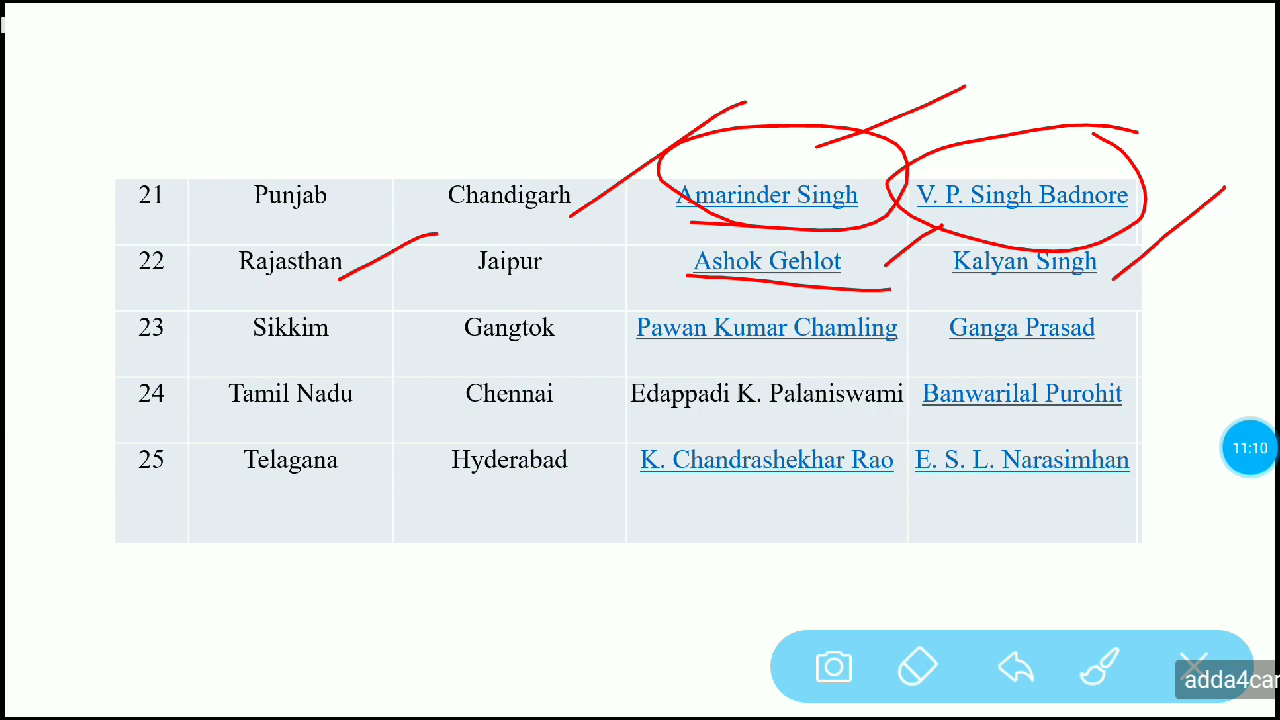 21 Punjab Chandigarh Amarinder Singh V. P. Singh Badnore
22 Rajasthan Jaipur Ashok Gehlot Kalyan Singh
23 Sikkim Gangtok Pawan Kumar Chamling Ganga Prasad
24 Tamil Nadu Chennai Edappadi K. Palaniswami Banwarilal Purohit
25 Telagana Hyderabad K. Chandrashekhar Rao E. S. L. Narasimhan
11:10